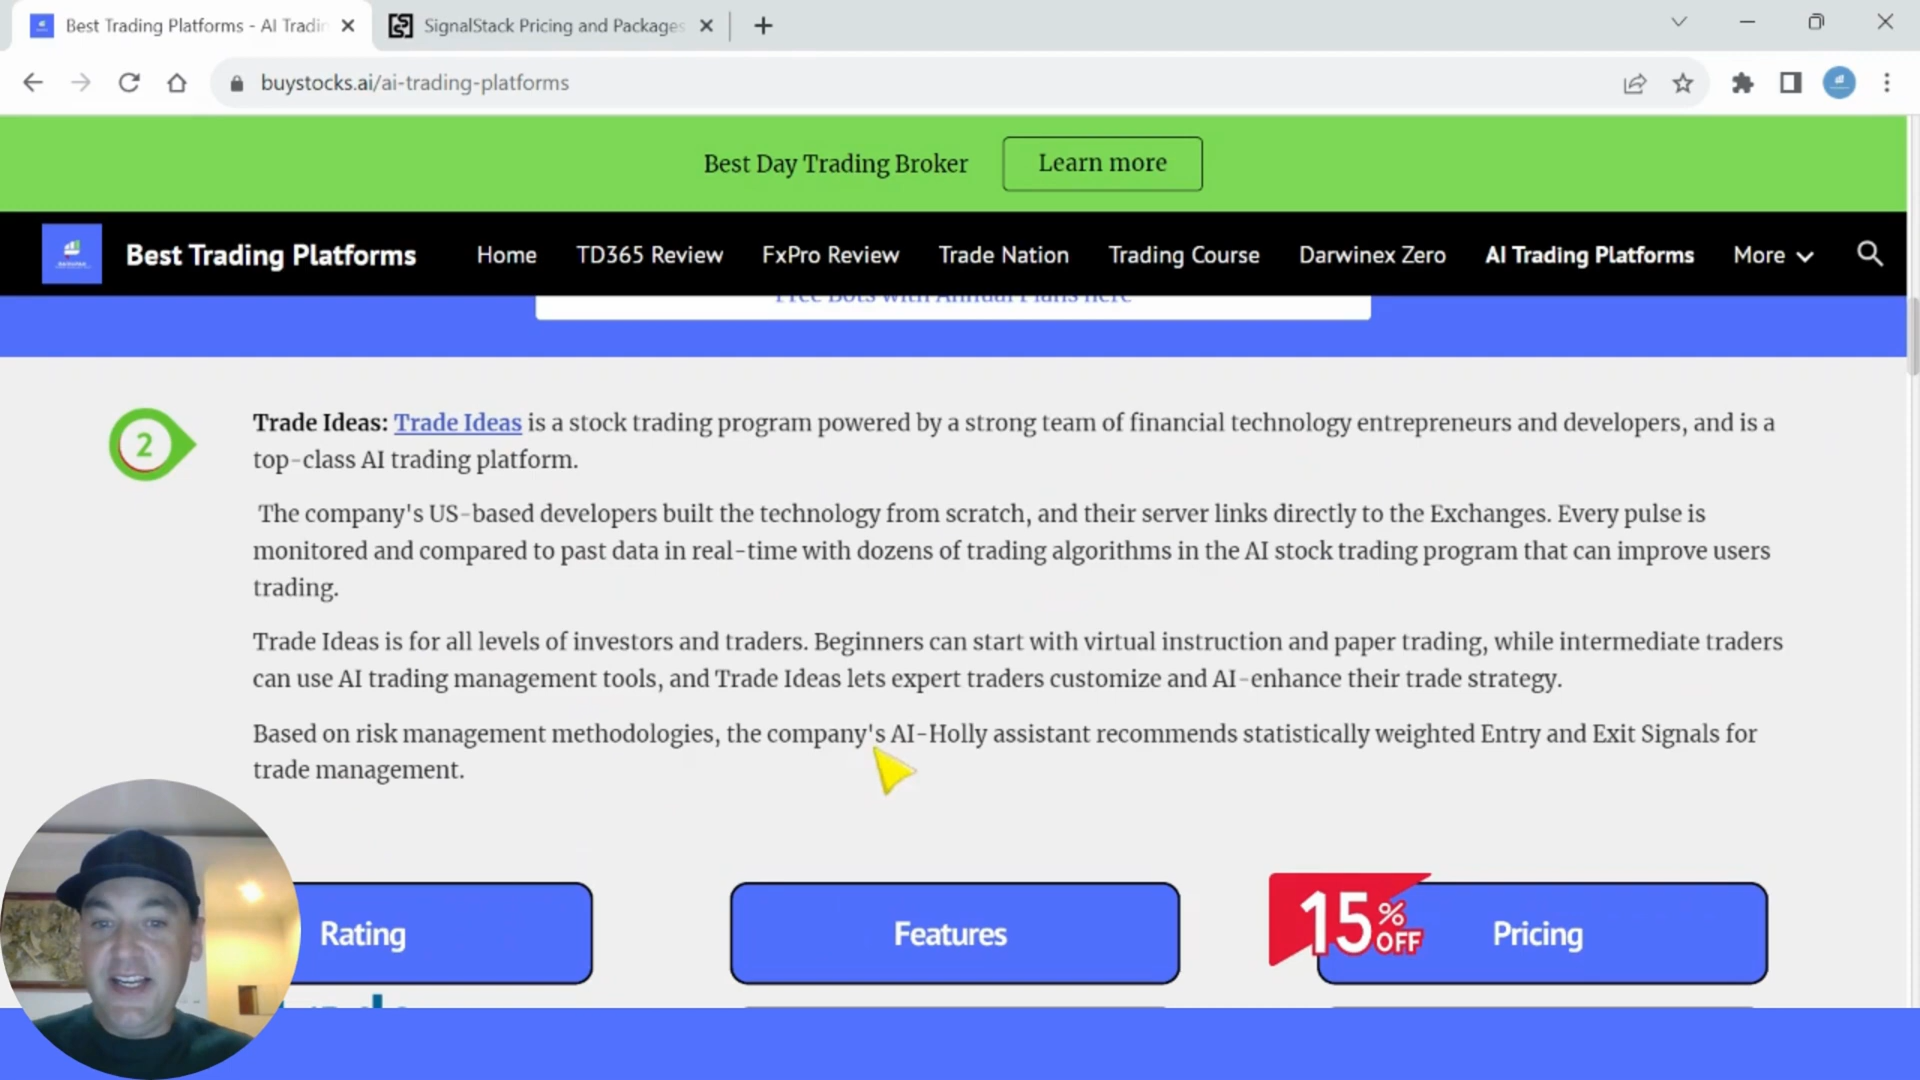 Best Trading Platforms - AI Tradin
SignalStack Pricing and Packages
buystocks.ai/ai-trading-platforms
Best Day Trading Broker
Learn more
Best Trading Platforms
Home
TD365 Review
FxPro Review
Trade Nation
Trading Course
Darwinex Zero
AI Trading Platforms
More
Free Bots with Annual Plans here
2
Trade Ideas: Trade Ideas is a stock trading program powered by a strong team of financial technology entrepreneurs and developers, and is a
top-class AI trading platform.
The company's US-based developers built the technology from scratch, and their server links directly to the Exchanges. Every pulse is
monitored and compared to past data in real-time with dozens of trading algorithms in the AI stock trading program that can improve users
trading.
Trade Ideas is for all levels of investors and traders. Beginners can start with virtual instruction and paper trading, while intermediate traders
can use AI trading management tools, and Trade Ideas lets expert traders customize and AI-enhance their trade strategy.
Based on risk management methodologies, the company's AI-Holly assistant recommends statistically weighted Entry and Exit Signals for
trade management.
Rating
Features
15% OFF
Pricing